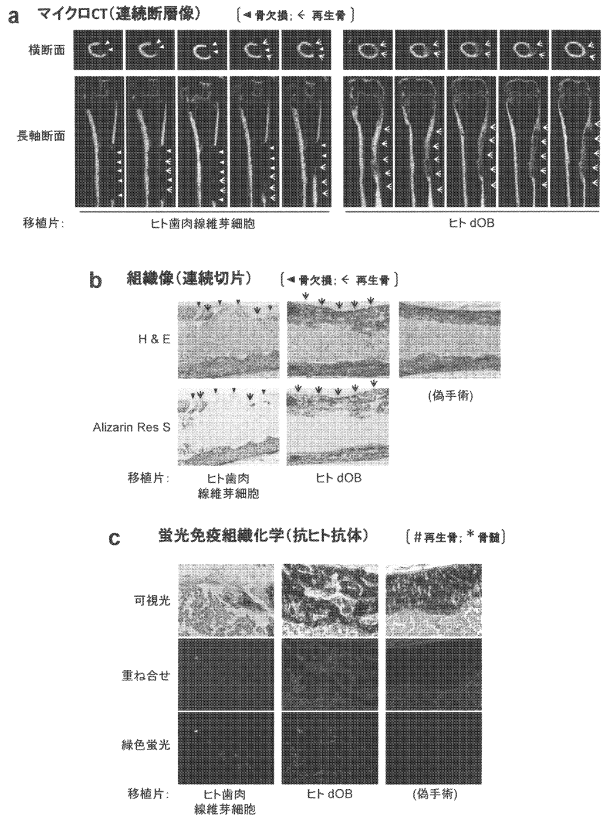 a マイクロCT(連続断層像) [◄ 骨欠損; ← 再生骨]
横断面
長軸断面
移植片: ヒト歯肉線維芽細胞 ヒト dOB
b 組織像(連続切片) [◄ 骨欠損; ← 再生骨]
H & E
(偽手術)
Alizarin Res S
移植片: ヒト歯肉 ヒト dOB
線維芽細胞
c 蛍光免疫組織化学(抗ヒト抗体) [# 再生骨; * 骨髄]
可視光
重ね合せ
緑色蛍光
移植片: ヒト歯肉 ヒト dOB (偽手術)
線維芽細胞